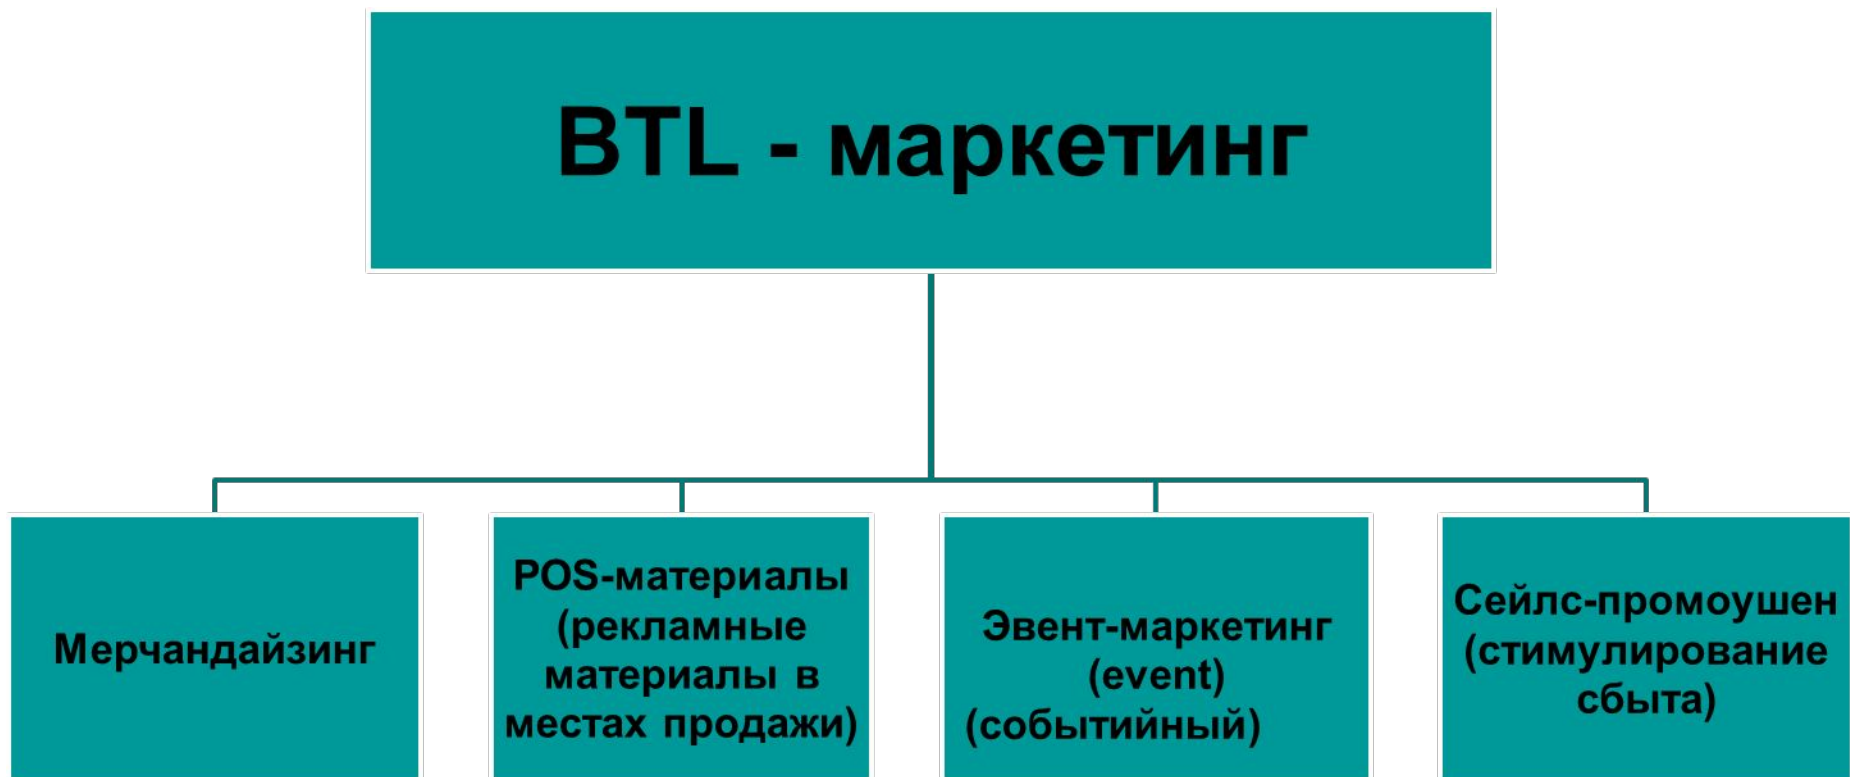 BTL - маркетинг
Мерчандайзинг
POS-материалы
(рекламные
материалы в
местах продажи)
Эвент-маркетинг
(event)
(событийный)
Сейлс-промоушен
(стимулирование
сбыта)